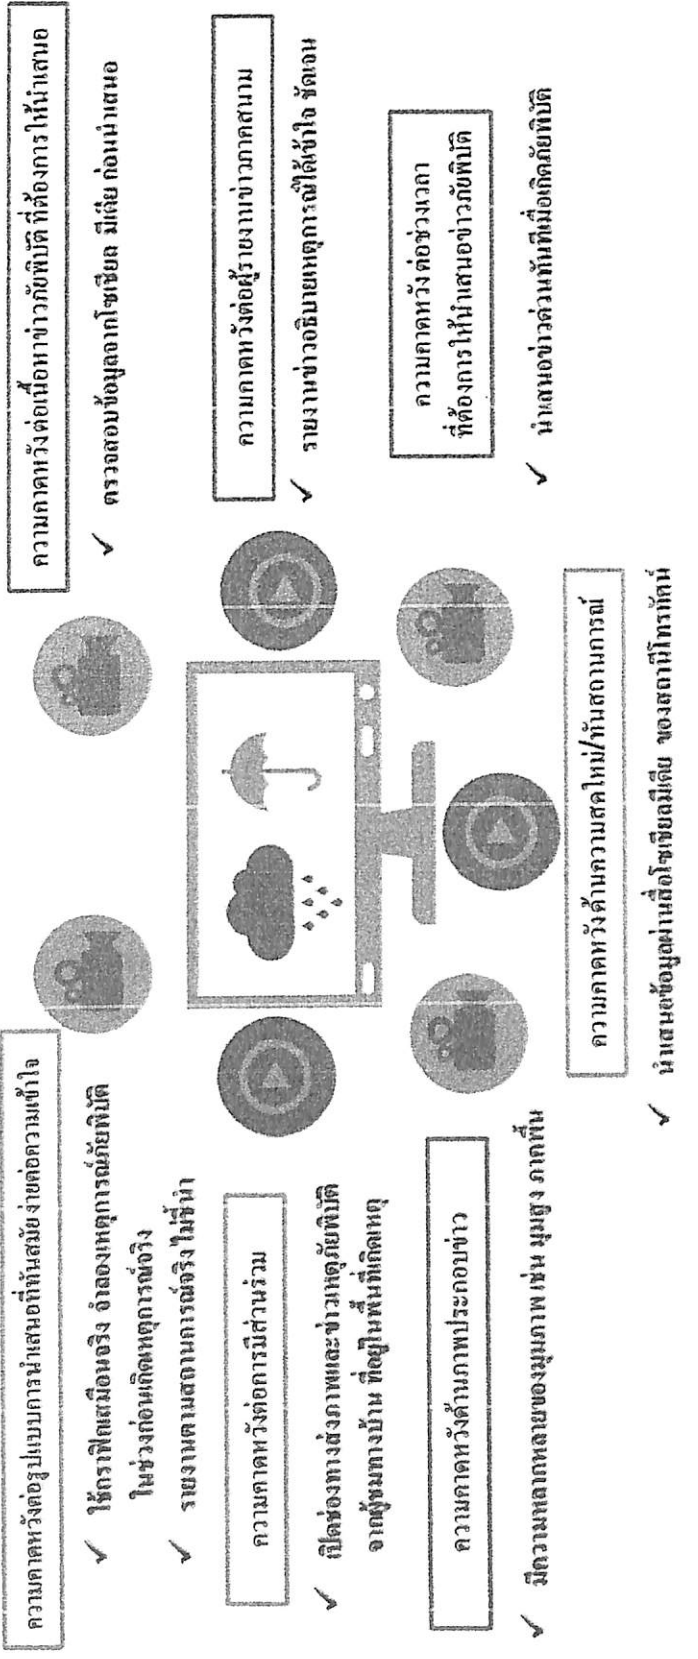 ความคาดหวังต่อรูปแบบการนำเสนอที่ทันสมัย ง่ายต่อความเข้าใจ
✓ ใช้กราฟิกเสมือนจริง จำลองเหตุการณ์ภัยพิบัติ
ในช่วงก่อนเกิดเหตุการณ์จริง
✓ รายงานตามสถานการณ์จริง ไม่ชี้นำ
ความคาดหวังต่อการมีส่วนร่วม
✓ เปิดช่องทางส่งภาพและข่าวเหตุภัยพิบัติ
จากผู้ชมทางบ้าน ที่อยู่ในพื้นที่เกิดเหตุ
ความคาดหวังด้านภาพประกอบข่าว
✓ มีความหลากหลายของมุมภาพ เช่น มุมสูง ภาคพื้น
ความคาดหวังด้านความสดใหม่/ทันสถานการณ์
✓ นำเสนอข้อมูลผ่านสื่อโซเชียลมีเดีย ของสถานีโทรทัศน์
ความคาดหวังต่อเนื้อหาข่าวภัยพิบัติ ที่ต้องการให้นำเสนอ
✓ ตรวจสอบข้อมูลจากโซเชียล มีเดีย ก่อนนำเสนอ
ความคาดหวังต่อผู้รายงานข่าวภาคสนาม
✓ รายงานข่าวอธิบายเหตุการณ์ได้เข้าใจ ชัดเจน
ความคาดหวังต่อช่วงเวลา
ที่ต้องการให้นำเสนอข่าวภัยพิบัติ
✓ นำเสนอข่าวด่วนทันทีเมื่อเกิดภัยพิบัติ